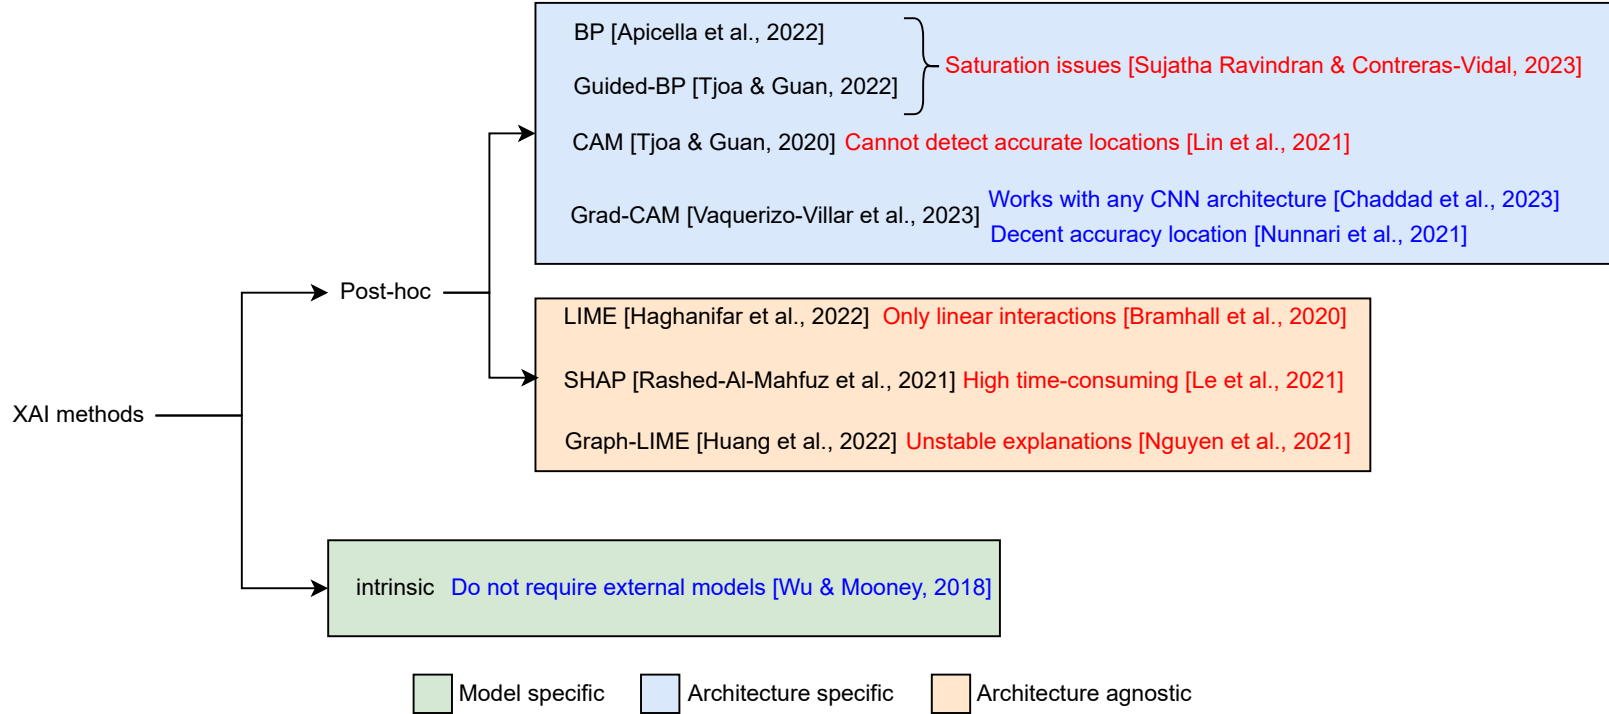 BP [Apicella et al., 2022]
Guided-BP [Tjoa & Guan, 2022]
Saturation issues [Sujatha Ravindran & Contreras-Vidal, 2023]
CAM [Tjoa & Guan, 2020] Cannot detect accurate locations [Lin et al., 2021]
Grad-CAM [Vaquerizo-Villar et al., 2023]
Works with any CNN architecture [Chaddad et al., 2023]
Decent accuracy location [Nunnari et al., 2021]
Post-hoc
LIME [Haghanifar et al., 2022] Only linear interactions [Bramhall et al., 2020]
SHAP [Rashed-Al-Mahfuz et al., 2021] High time-consuming [Le et al., 2021]
Graph-LIME [Huang et al., 2022] Unstable explanations [Nguyen et al., 2021]
XAI methods
intrinsic Do not require external models [Wu & Mooney, 2018]
Model specific
Architecture specific
Architecture agnostic